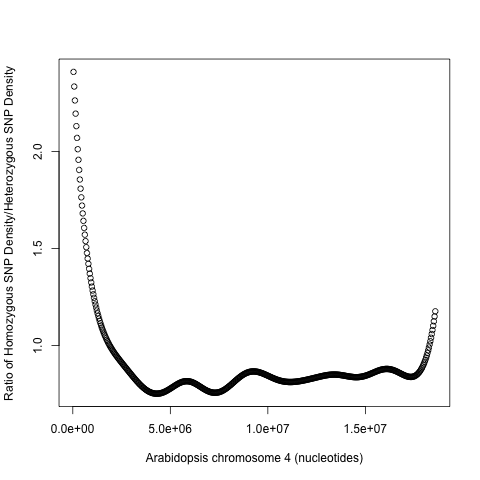 Ratio of Homozygous SNP Density/Heterozygous SNP Density
2.0
1.5
1.0
0.0e+00 5.0e+06 1.0e+07 1.5e+07
Arabidopsis chromosome 4 (nucleotides)